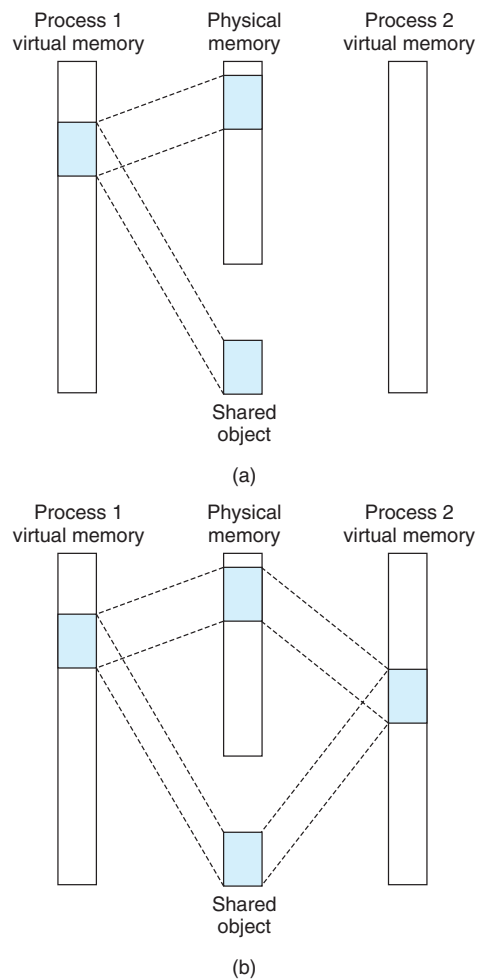 Process 1
virtual memory
Physical
memory
Process 2
virtual memory
Shared
object
(a)
Process 1
virtual memory
Physical
memory
Process 2
virtual memory
Shared
object
(b)